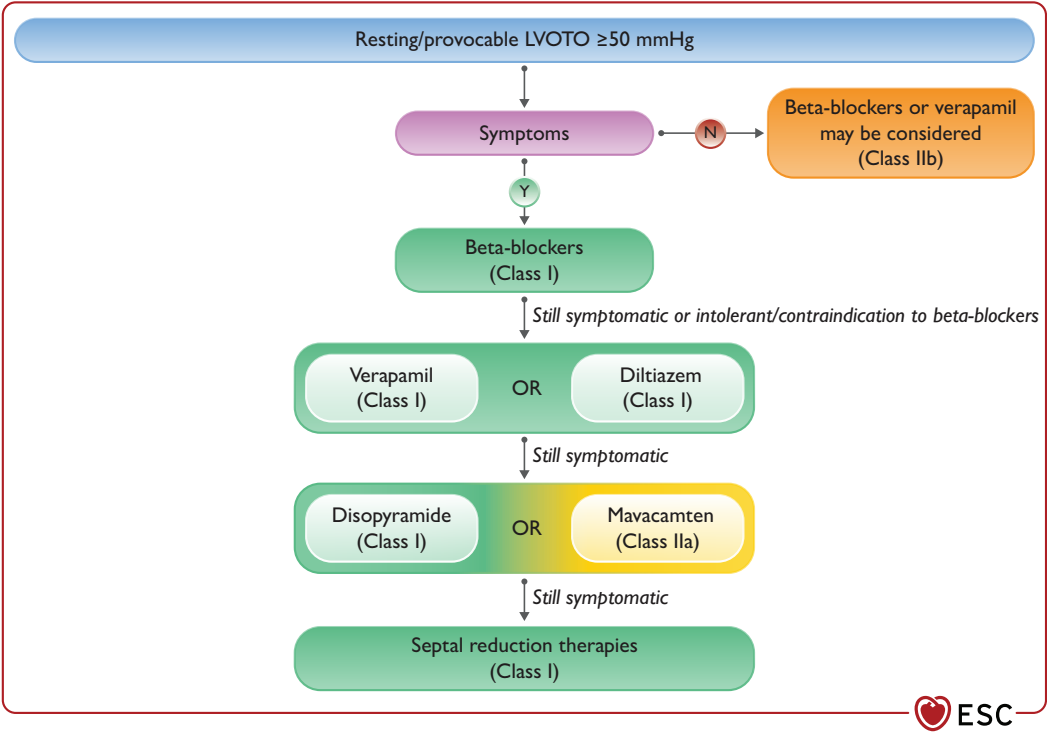 Resting/provocable LVOTO ≥50 mmHg
Symptoms
N
Beta-blockers or verapamil
may be considered
(Class IIb)
Y
Beta-blockers
(Class I)
Still symptomatic or intolerant/contraindication to beta-blockers
Verapamil
(Class I)
OR
Diltiazem
(Class I)
Still symptomatic
Disopyramide
(Class I)
OR
Mavacamten
(Class IIa)
Still symptomatic
Septal reduction therapies
(Class I)
ESC